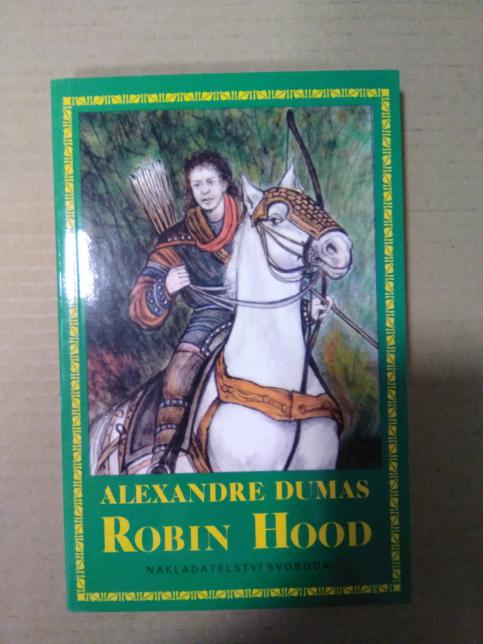 ALEXANDRE DUMAS
ROBIN HOOD
NAKLADATELSTVÍ SVOBODA